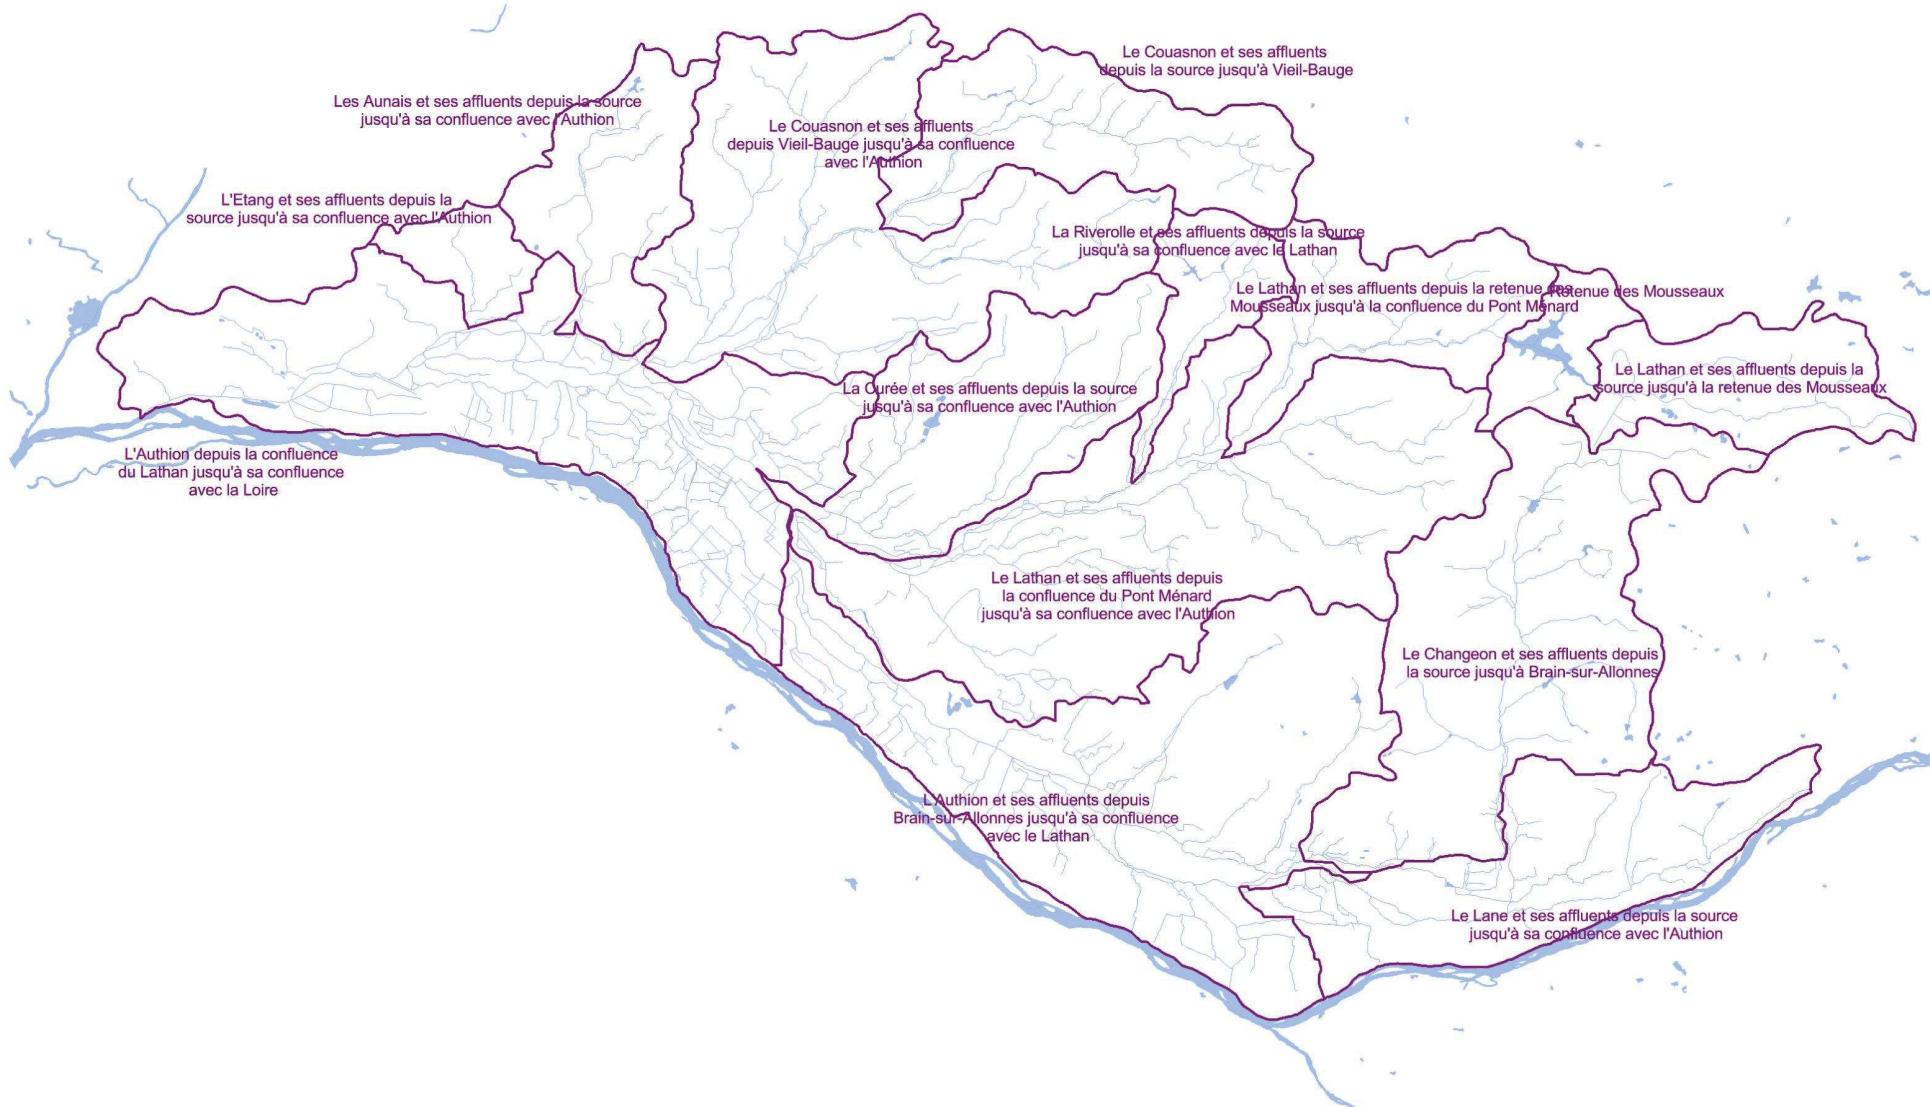 Le Couasnon et ses affluents
depuis la source jusqu'à Vieil-Bauge
Les Aunais et ses affluents depuis la source
jusqu'à sa confluence avec l'Authion
Le Couasnon et ses affluents
depuis Vieil-Bauge jusqu'à sa confluence
avec l'Authion
L'Etang et ses affluents depuis la
source jusqu'à sa confluence avec l'Authion
La Riverolle et ses affluents depuis la source
jusqu'à sa confluence avec le Lathan
Le Lathan et ses affluents depuis la retenue des
Mousseaux jusqu'à la confluence du Pont Ménard
Retenue des Mousseaux
Le Lathan et ses affluents depuis la
source jusqu'à la retenue des Mousseaux
La Curée et ses affluents depuis la source
jusqu'à sa confluence avec l'Authion
L'Authion depuis la confluence
du Lathan jusqu'à sa confluence
avec la Loire
Le Lathan et ses affluents depuis
la confluence du Pont Ménard
jusqu'à sa confluence avec l'Authion
Le Changeon et ses affluents depuis
la source jusqu'à Brain-sur-Allonnes
L'Authion et ses affluents depuis
Brain-sur-Allonnes jusqu'à sa confluence
avec le Lathan
Le Lane et ses affluents depuis la source
jusqu'à sa confluence avec l'Authion